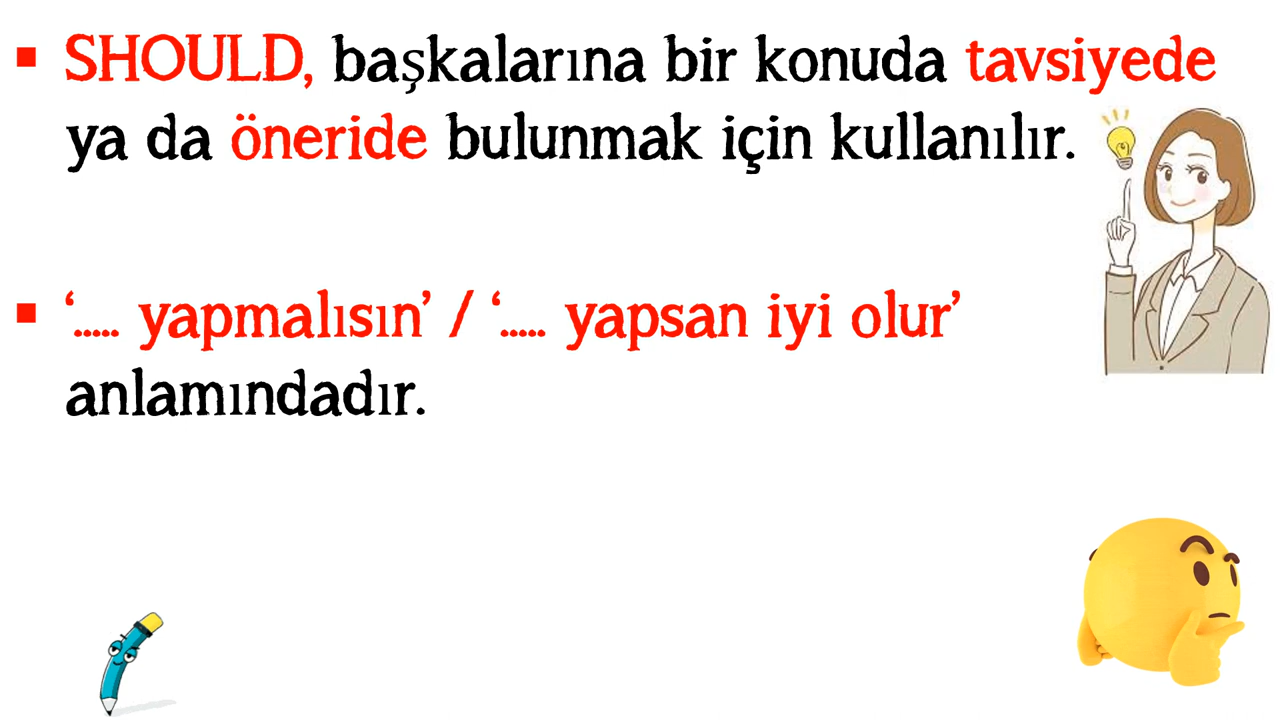 ▪ SHOULD, başkalarına bir konuda tavsiyede
ya da öneride bulunmak için kullanılır.
▪ ‘..... yapmalısın’ / ‘..... yapsan iyi olur’
anlamındadır.